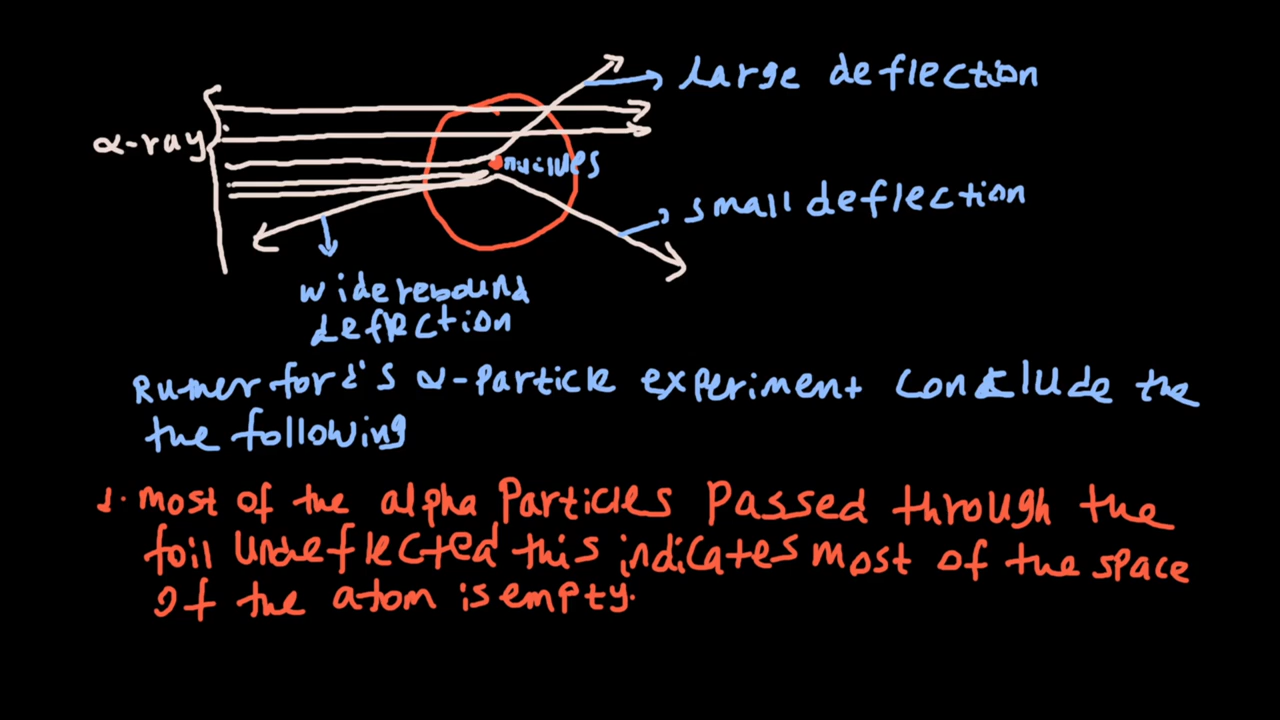 Large deflection
α-ray
nuclues
small deflection
wide rebound
deflection
Rutherford's α-particle experiment conclude the
the following
1. most of the alpha particles passed through the
foil undeflected this indicates most of the space
of the atom is empty.